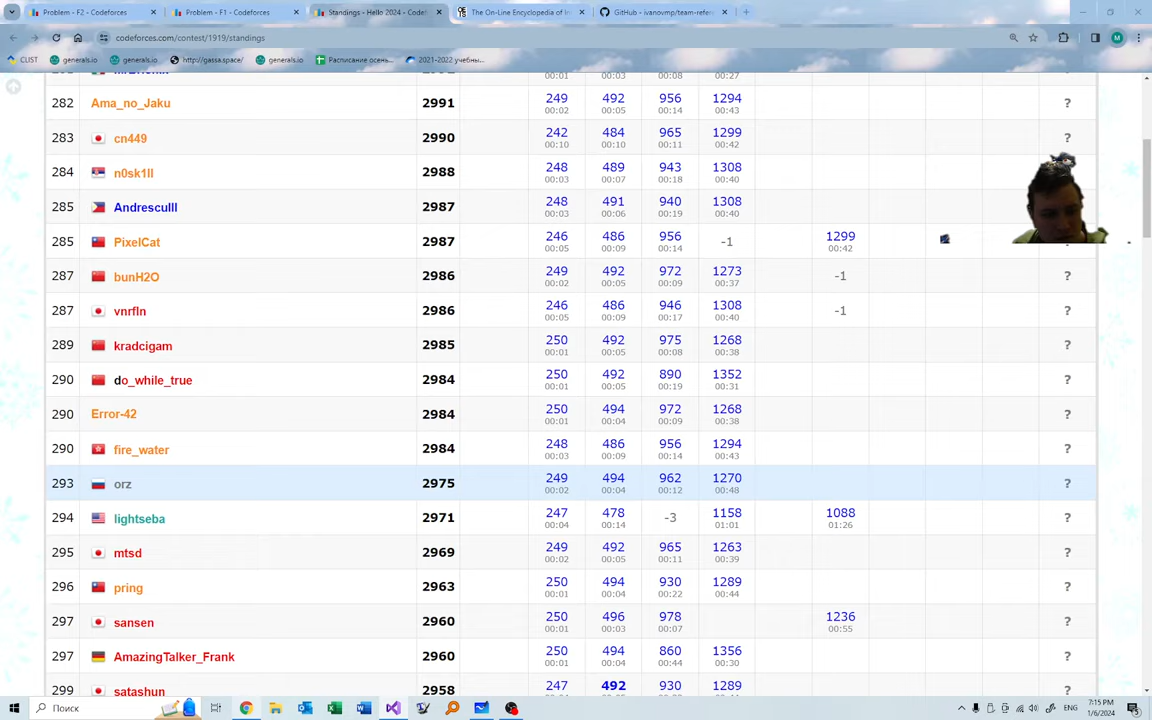 Problem - F2 - Codeforces
Problem - F1 - Codeforces
Standings - Hello 2024 - Codef
The On-Line Encyclopedia of In
GitHub - ivanovmp/team-refere
codeforces.com/contest/1919/standings
CLIST
generals.io
generals.io
http://gassa.space/
generals.io
Расписание осень...
2021-2022 учебны...
00:01 00:03 00:08 00:27
282 Ama_no_Jaku 2991 249 492 956 1294 ?
00:02 00:05 00:14 00:43
283 cn449 2990 242 484 965 1299 ?
00:10 00:10 00:11 00:42
284 n0sk1ll 2988 248 489 943 1308
00:03 00:07 00:18 00:40
285 Andresculll 2987 248 491 940 1308
00:03 00:06 00:19 00:40
285 PixelCat 2987 246 486 956 -1 1299
00:05 00:09 00:14 00:42
287 bunH2O 2986 249 492 972 1273 -1 ?
00:02 00:05 00:09 00:37
287 vnrfln 2986 246 486 946 1308 -1 ?
00:05 00:09 00:17 00:40
289 kradcigam 2985 250 492 975 1268 ?
00:01 00:05 00:08 00:38
290 do_while_true 2984 250 492 890 1352 ?
00:01 00:05 00:19 00:31
290 Error-42 2984 250 494 972 1268 ?
00:01 00:04 00:09 00:38
290 fire_water 2984 248 486 956 1294 ?
00:03 00:09 00:14 00:43
293 orz 2975 249 494 962 1270 ?
00:02 00:04 00:12 00:48
294 lightseba 2971 247 478 -3 1158 1088 ?
00:04 00:14 01:01 01:26
295 mtsd 2969 249 492 965 1263 ?
00:02 00:05 00:11 00:39
296 pring 2963 250 494 930 1289 ?
00:01 00:04 00:22 00:44
297 sansen 2960 250 496 978 1236 ?
00:01 00:03 00:07 00:55
297 AmazingTalker_Frank 2960 250 494 860 1356 ?
00:01 00:04 00:44 00:30
299 satashun 2958 247 492 930 1289 ?
Поиск
ENG
7:15 PM
1/6/2024